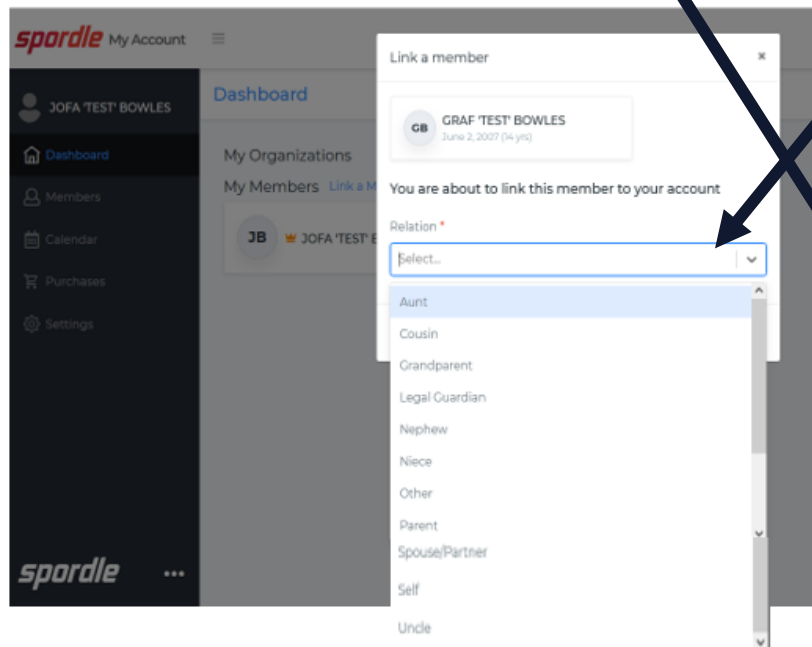 spordle My Account
JOFA 'TEST' BOWLES
Dashboard
Members
Calendar
Purchases
Settings
spordle ...
Dashboard
My Organizations
My Members Link a M
JB JOFA 'TEST' B
Link a member ×
GB GRAF 'TEST' BOWLES
June 2, 2007 (14 yrs)
You are about to link this member to your account
Relation *
Select...
Aunt
Cousin
Grandparent
Legal Guardian
Nephew
Niece
Other
Parent
Spouse/Partner
Self
Uncle